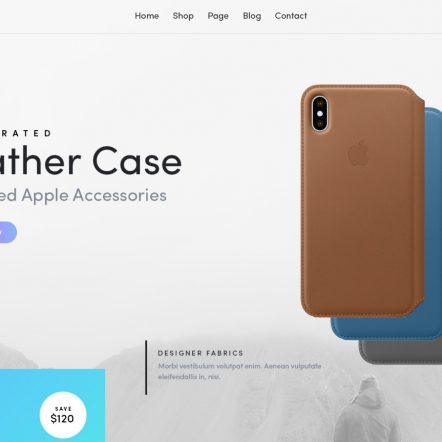 Home Shop Page Blog Contact
RATED
ather Case
ed Apple Accessories
DESIGNER FABRICS
Morbi vestibulum volutpat enim. Aenean vulputate
eleifendallis in, nisi.
SAVE
$120